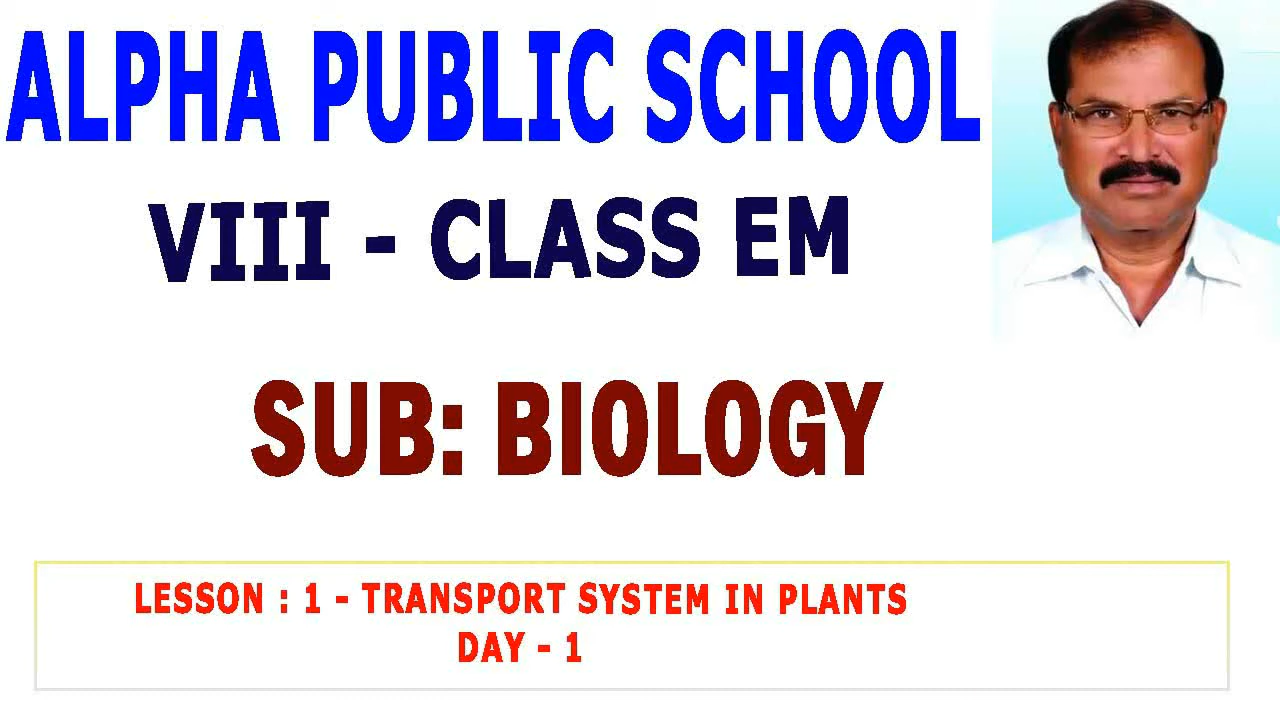 ALPHA PUBLIC SCHOOL
VIII - CLASS EM
SUB: BIOLOGY
LESSON : 1 - TRANSPORT SYSTEM IN PLANTS
DAY - 1